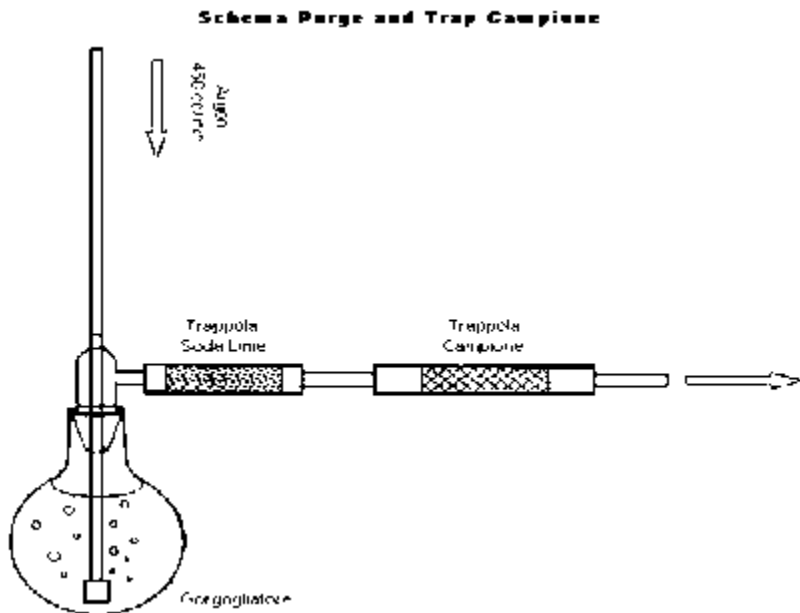 Schema Purge and Trap Campione
Argon
Trappola
Soda Lime
Trappola
Campione
Gorgogliatore